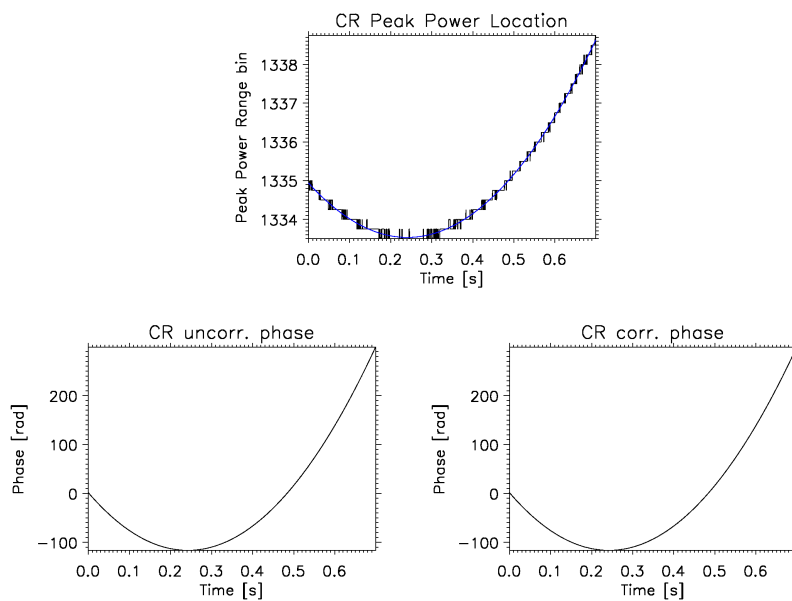 CR Peak Power Location
Peak Power Range bin
1338
1337
1336
1335
1334
0.0 0.1 0.2 0.3 0.4 0.5 0.6
Time [s]
CR uncorr. phase
Phase [rad]
200
100
0
−100
0.0 0.1 0.2 0.3 0.4 0.5 0.6
Time [s]
CR corr. phase
Phase [rad]
200
100
0
−100
0.0 0.1 0.2 0.3 0.4 0.5 0.6
Time [s]